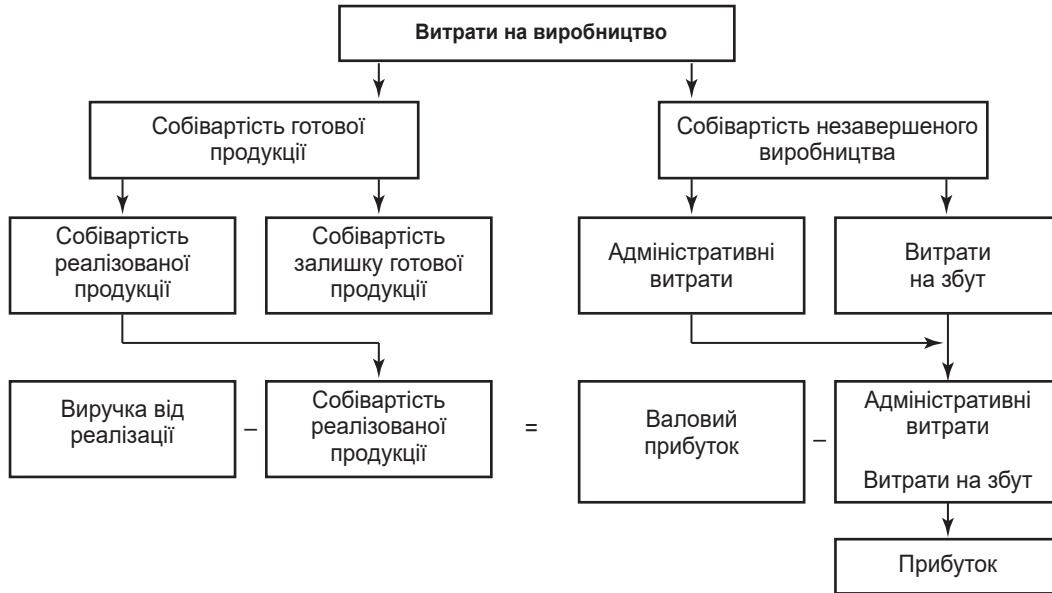 Витрати на виробництво
Собівартість готової
продукції
Собівартість незавершеного
виробництва
Собівартість
реалізованої
продукції
Собівартість
залишку готової
продукції
Адміністративні
витрати
Витрати
на збут
Виручка від
реалізації
–
Собівартість
реалізованої
продукції
=
Валовий
прибуток
–
Адміністративні
витрати
Витрати на збут
Прибуток